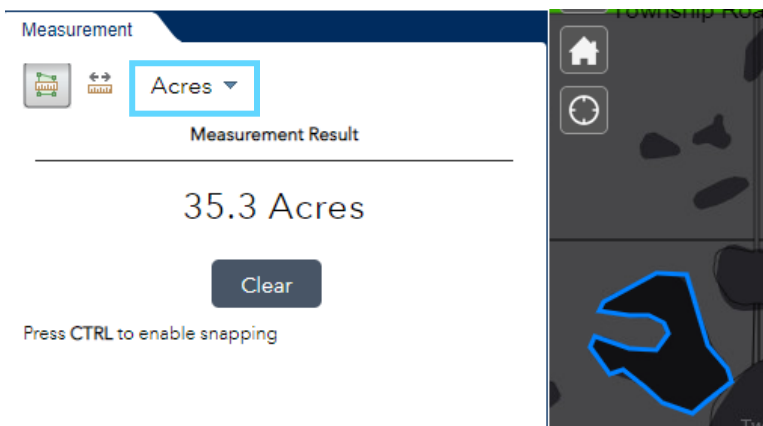 Measurement
Acres
Measurement Result
35.3 Acres
Clear
Press CTRL to enable snapping
Township Roa